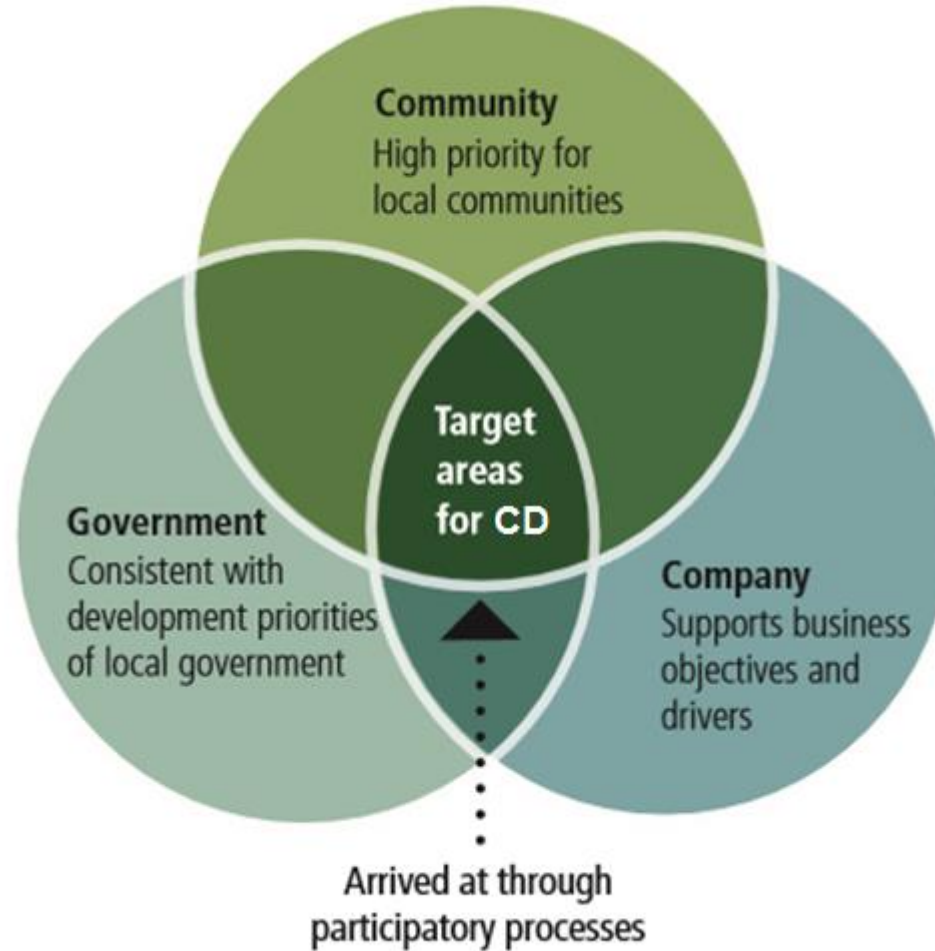 Community
High priority for
local communities
Target
areas
for CD
Government
Consistent with
development priorities
of local government
Company
Supports business
objectives and
drivers
Arrived at through
participatory processes